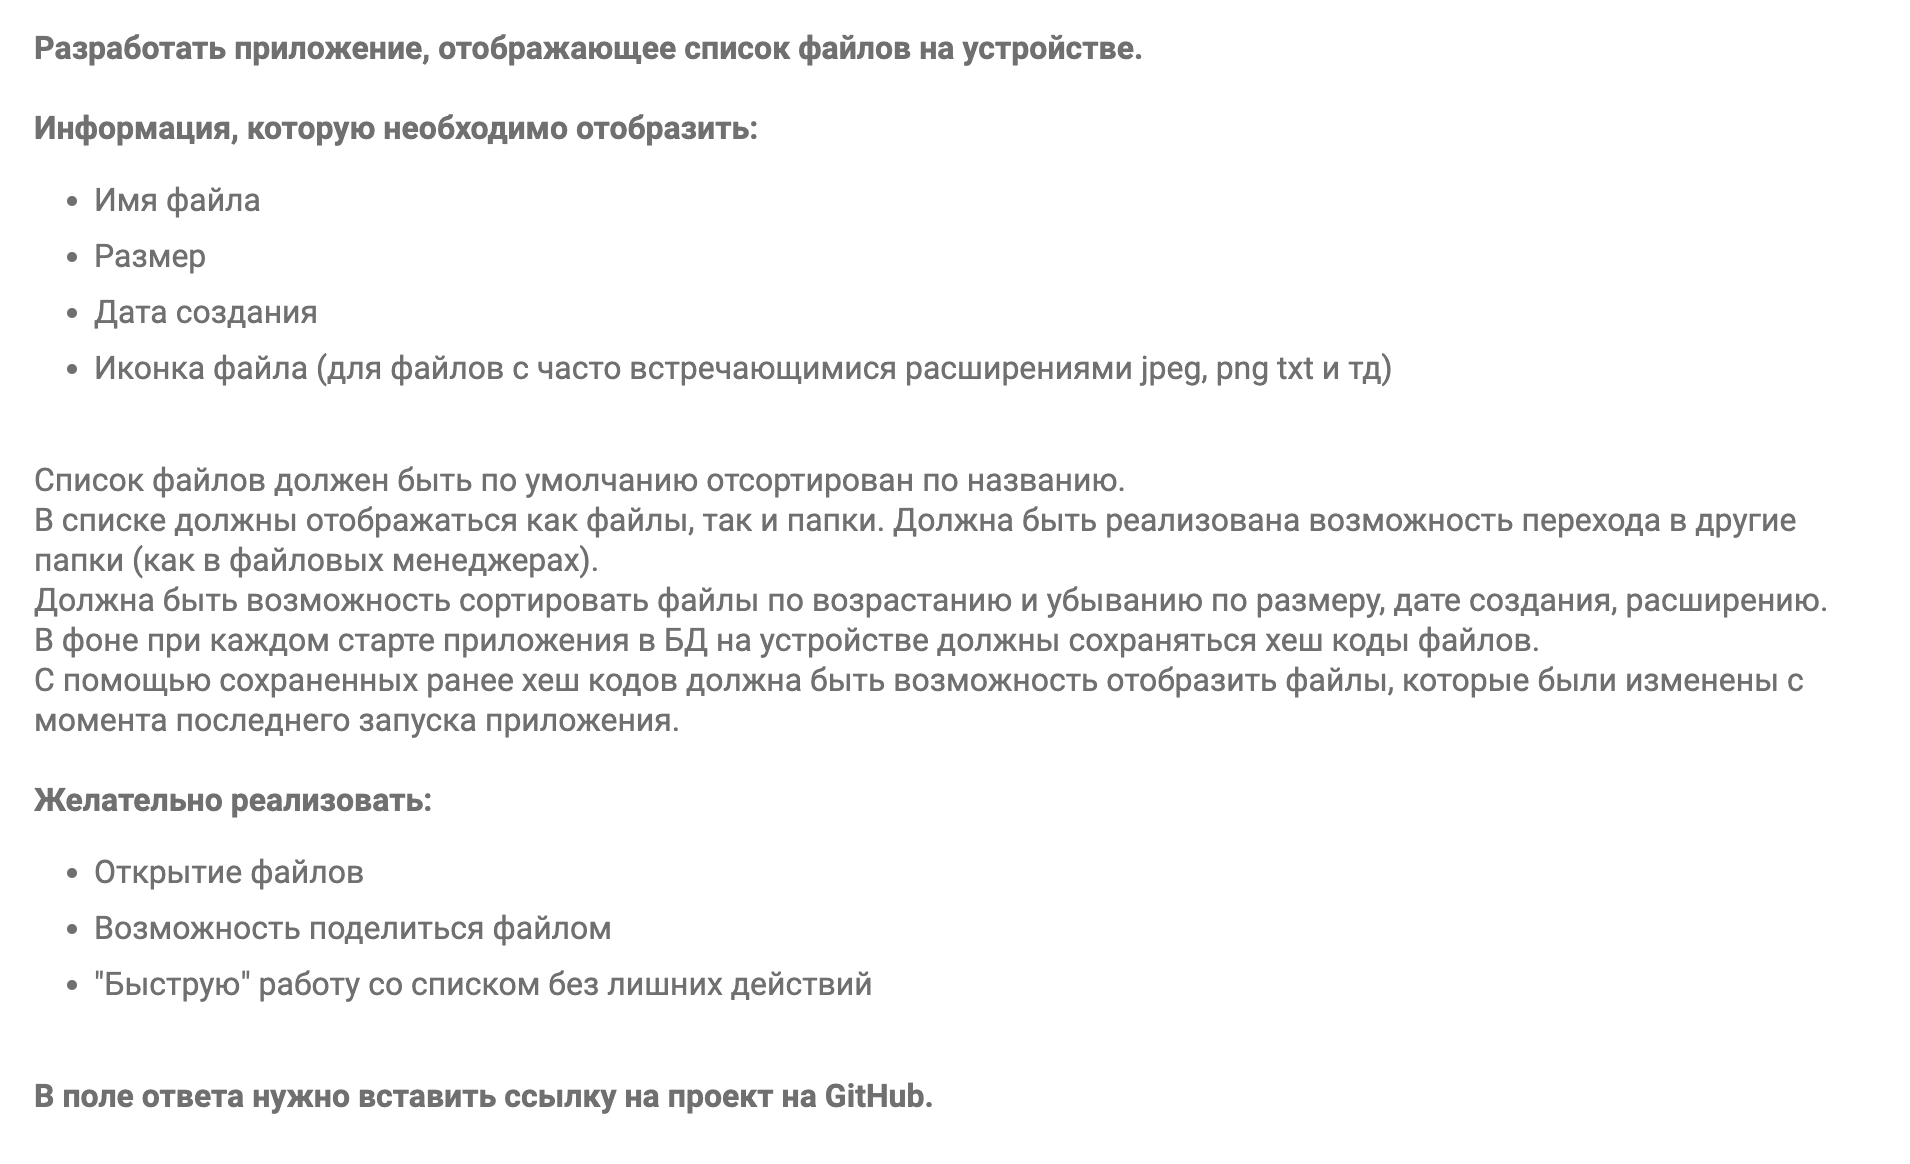 Разработать приложение, отображающее список файлов на устройстве.
Информация, которую необходимо отобразить:
• Имя файла
• Размер
• Дата создания
• Иконка файла (для файлов с часто встречающимися расширениями jpeg, png txt и тд)
Список файлов должен быть по умолчанию отсортирован по названию.
В списке должны отображаться как файлы, так и папки. Должна быть реализована возможность перехода в другие
папки (как в файловых менеджерах).
Должна быть возможность сортировать файлы по возрастанию и убыванию по размеру, дате создания, расширению.
В фоне при каждом старте приложения в БД на устройстве должны сохраняться хеш коды файлов.
С помощью сохраненных ранее хеш кодов должна быть возможность отобразить файлы, которые были изменены с
момента последнего запуска приложения.
Желательно реализовать:
• Открытие файлов
• Возможность поделиться файлом
• "Быструю" работу со списком без лишних действий
В поле ответа нужно вставить ссылку на проект на GitHub.